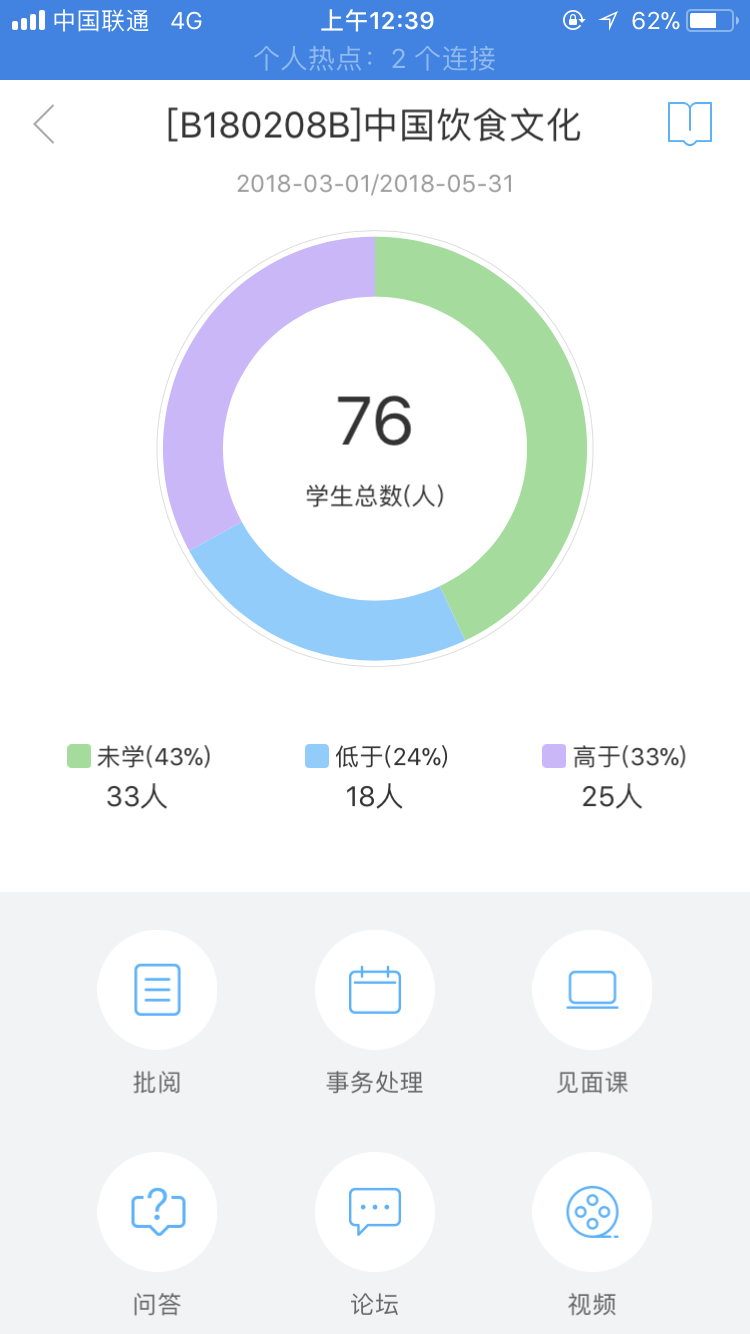 中国联通 4G 上午12:39 62%
个人热点：2 个连接
[B180208B]中国饮食文化
2018-03-01/2018-05-31
76
学生总数(人)
未学(43%) 低于(24%) 高于(33%)
33人 18人 25人
批阅 事务处理 见面课
问答 论坛 视频